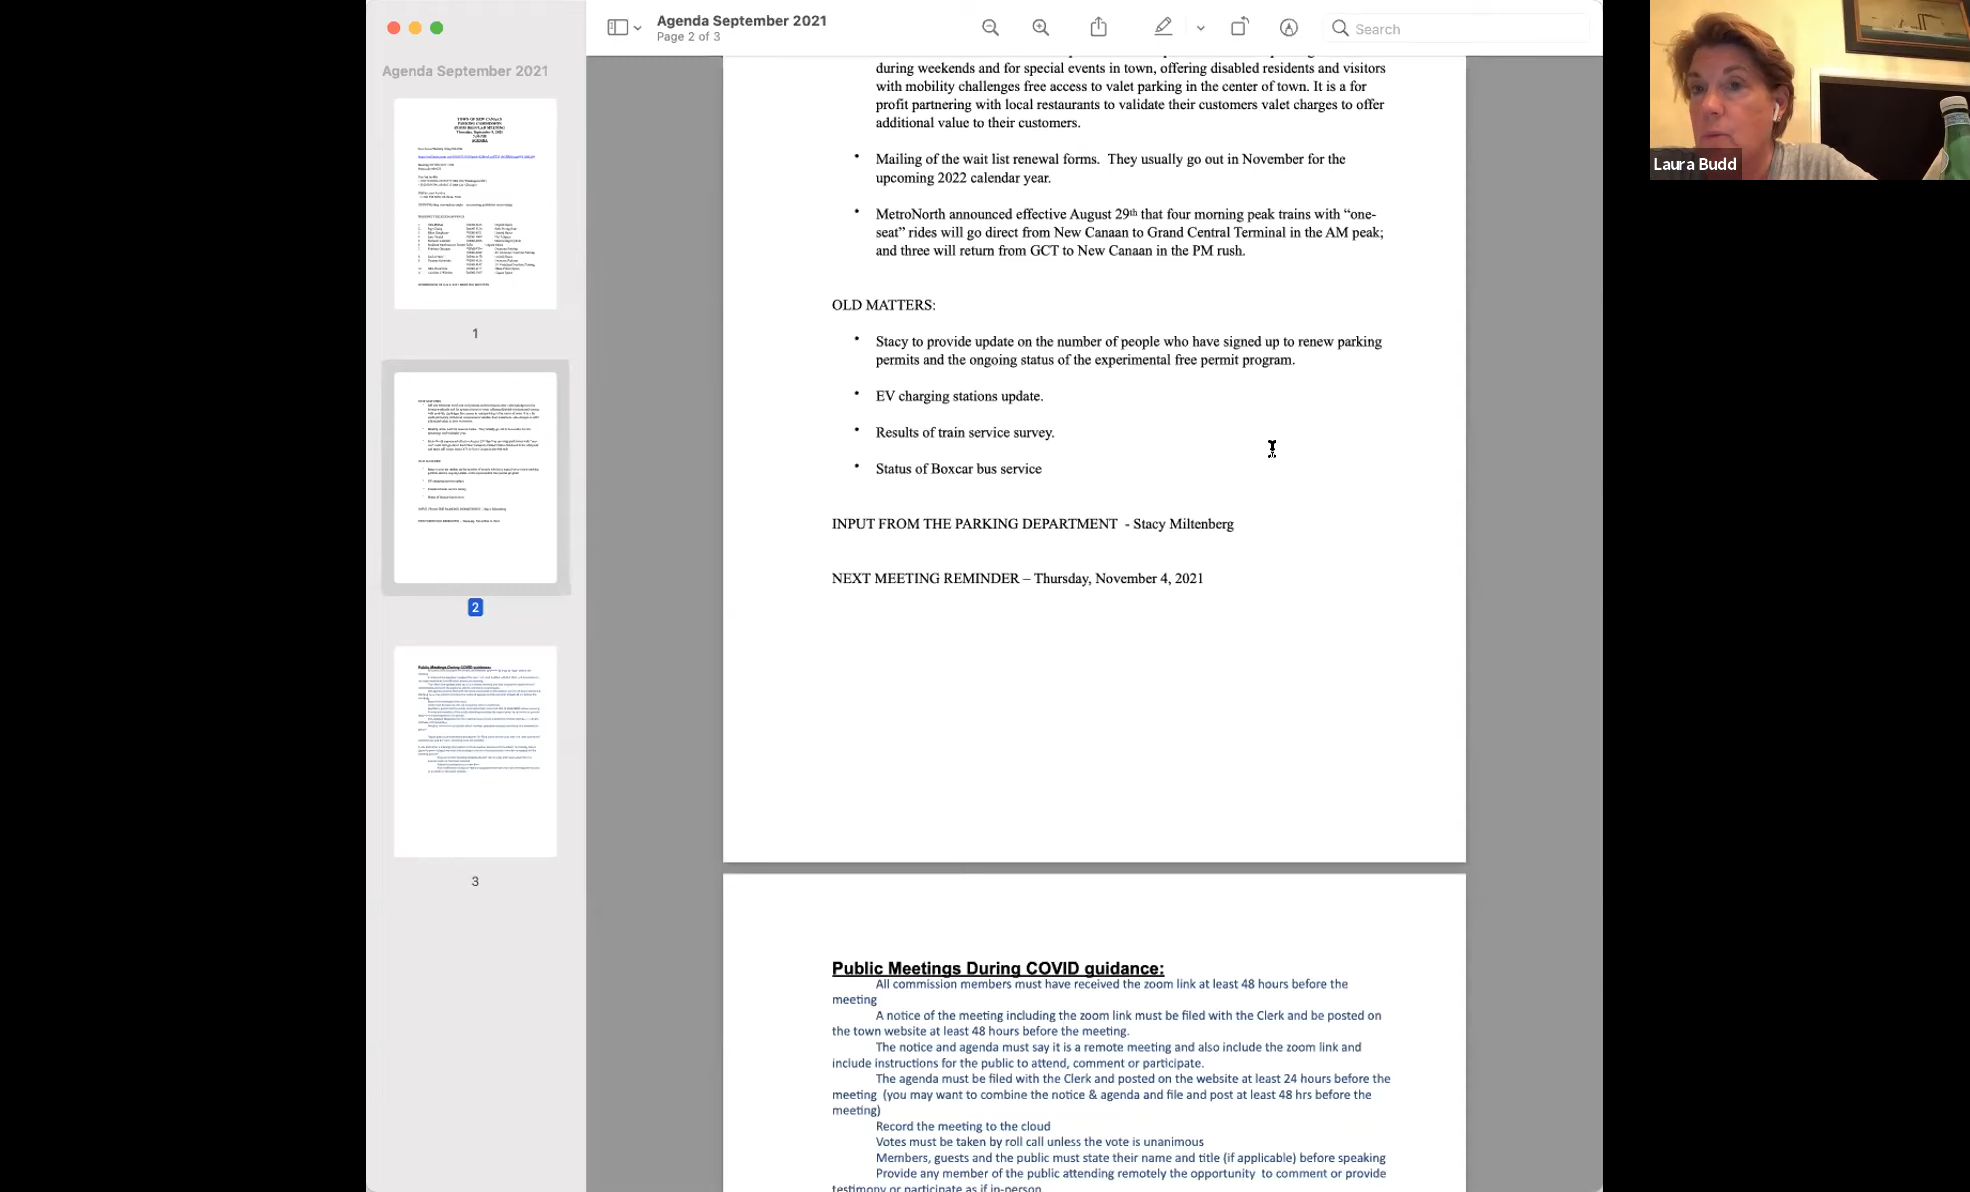 Agenda September 2021
Page 2 of 3
Search
Agenda September 2021
TOWN OF NEW CANAAN
PARKING COMMISSION
AGENDA
1
2
3
during weekends and for special events in town, offering disabled residents and visitors
with mobility challenges free access to valet parking in the center of town. It is a for
profit partnering with local restaurants to validate their customers valet charges to offer
additional value to their customers.
• Mailing of the wait list renewal forms. They usually go out in November for the
upcoming 2022 calendar year.
• MetroNorth announced effective August 29th that four morning peak trains with “one-
seat” rides will go direct from New Canaan to Grand Central Terminal in the AM peak;
and three will return from GCT to New Canaan in the PM rush.
OLD MATTERS:
• Stacy to provide update on the number of people who have signed up to renew parking
permits and the ongoing status of the experimental free permit program.
• EV charging stations update.
• Results of train service survey.
• Status of Boxcar bus service
INPUT FROM THE PARKING DEPARTMENT - Stacy Miltenberg
NEXT MEETING REMINDER – Thursday, November 4, 2021
Public Meetings During COVID guidance:
All commission members must have received the zoom link at least 48 hours before the
meeting
A notice of the meeting including the zoom link must be filed with the Clerk and be posted on
the town website at least 48 hours before the meeting.
The notice and agenda must say it is a remote meeting and also include the zoom link and
include instructions for the public to attend, comment or participate.
The agenda must be filed with the Clerk and posted on the website at least 24 hours before the
meeting (you may want to combine the notice & agenda and file and post at least 48 hrs before the
meeting)
Record the meeting to the cloud
Votes must be taken by roll call unless the vote is unanimous
Members, guests and the public must state their name and title (if applicable) before speaking
Provide any member of the public attending remotely the opportunity to comment or provide
testimony or participate as if in-person
Laura Budd